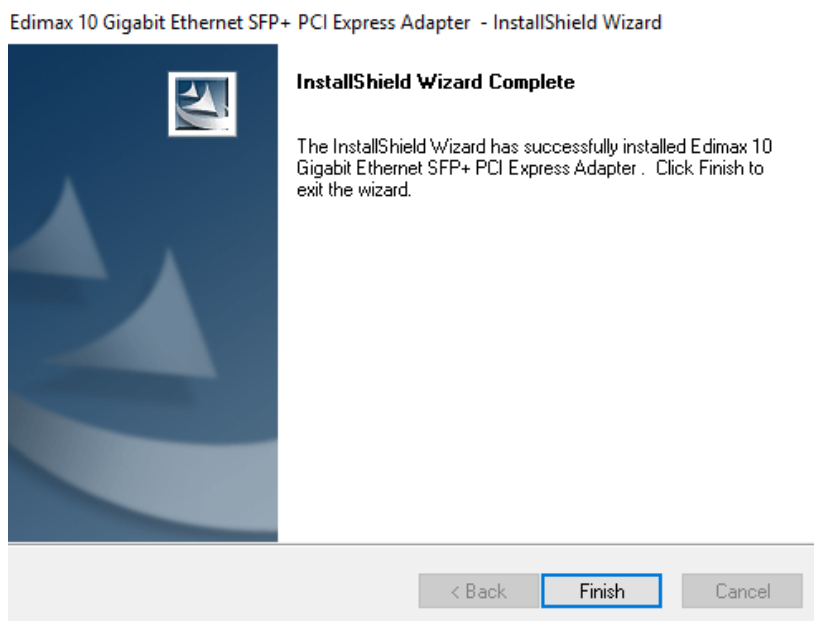 Edimax 10 Gigabit Ethernet SFP+ PCI Express Adapter - InstallShield Wizard
InstallShield Wizard Complete
The InstallShield Wizard has successfully installed Edimax 10
Gigabit Ethernet SFP+ PCI Express Adapter . Click Finish to
exit the wizard.
< Back Finish Cancel